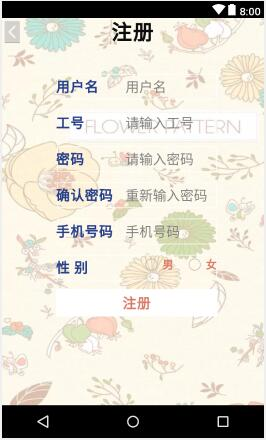 8:00
注册
用户名 用户名
工号 请输入工号
FLOWER PATTERN
密码 请输入密码
确认密码 重新输入密码
手机号码 手机号码
性 别 男 女
注册